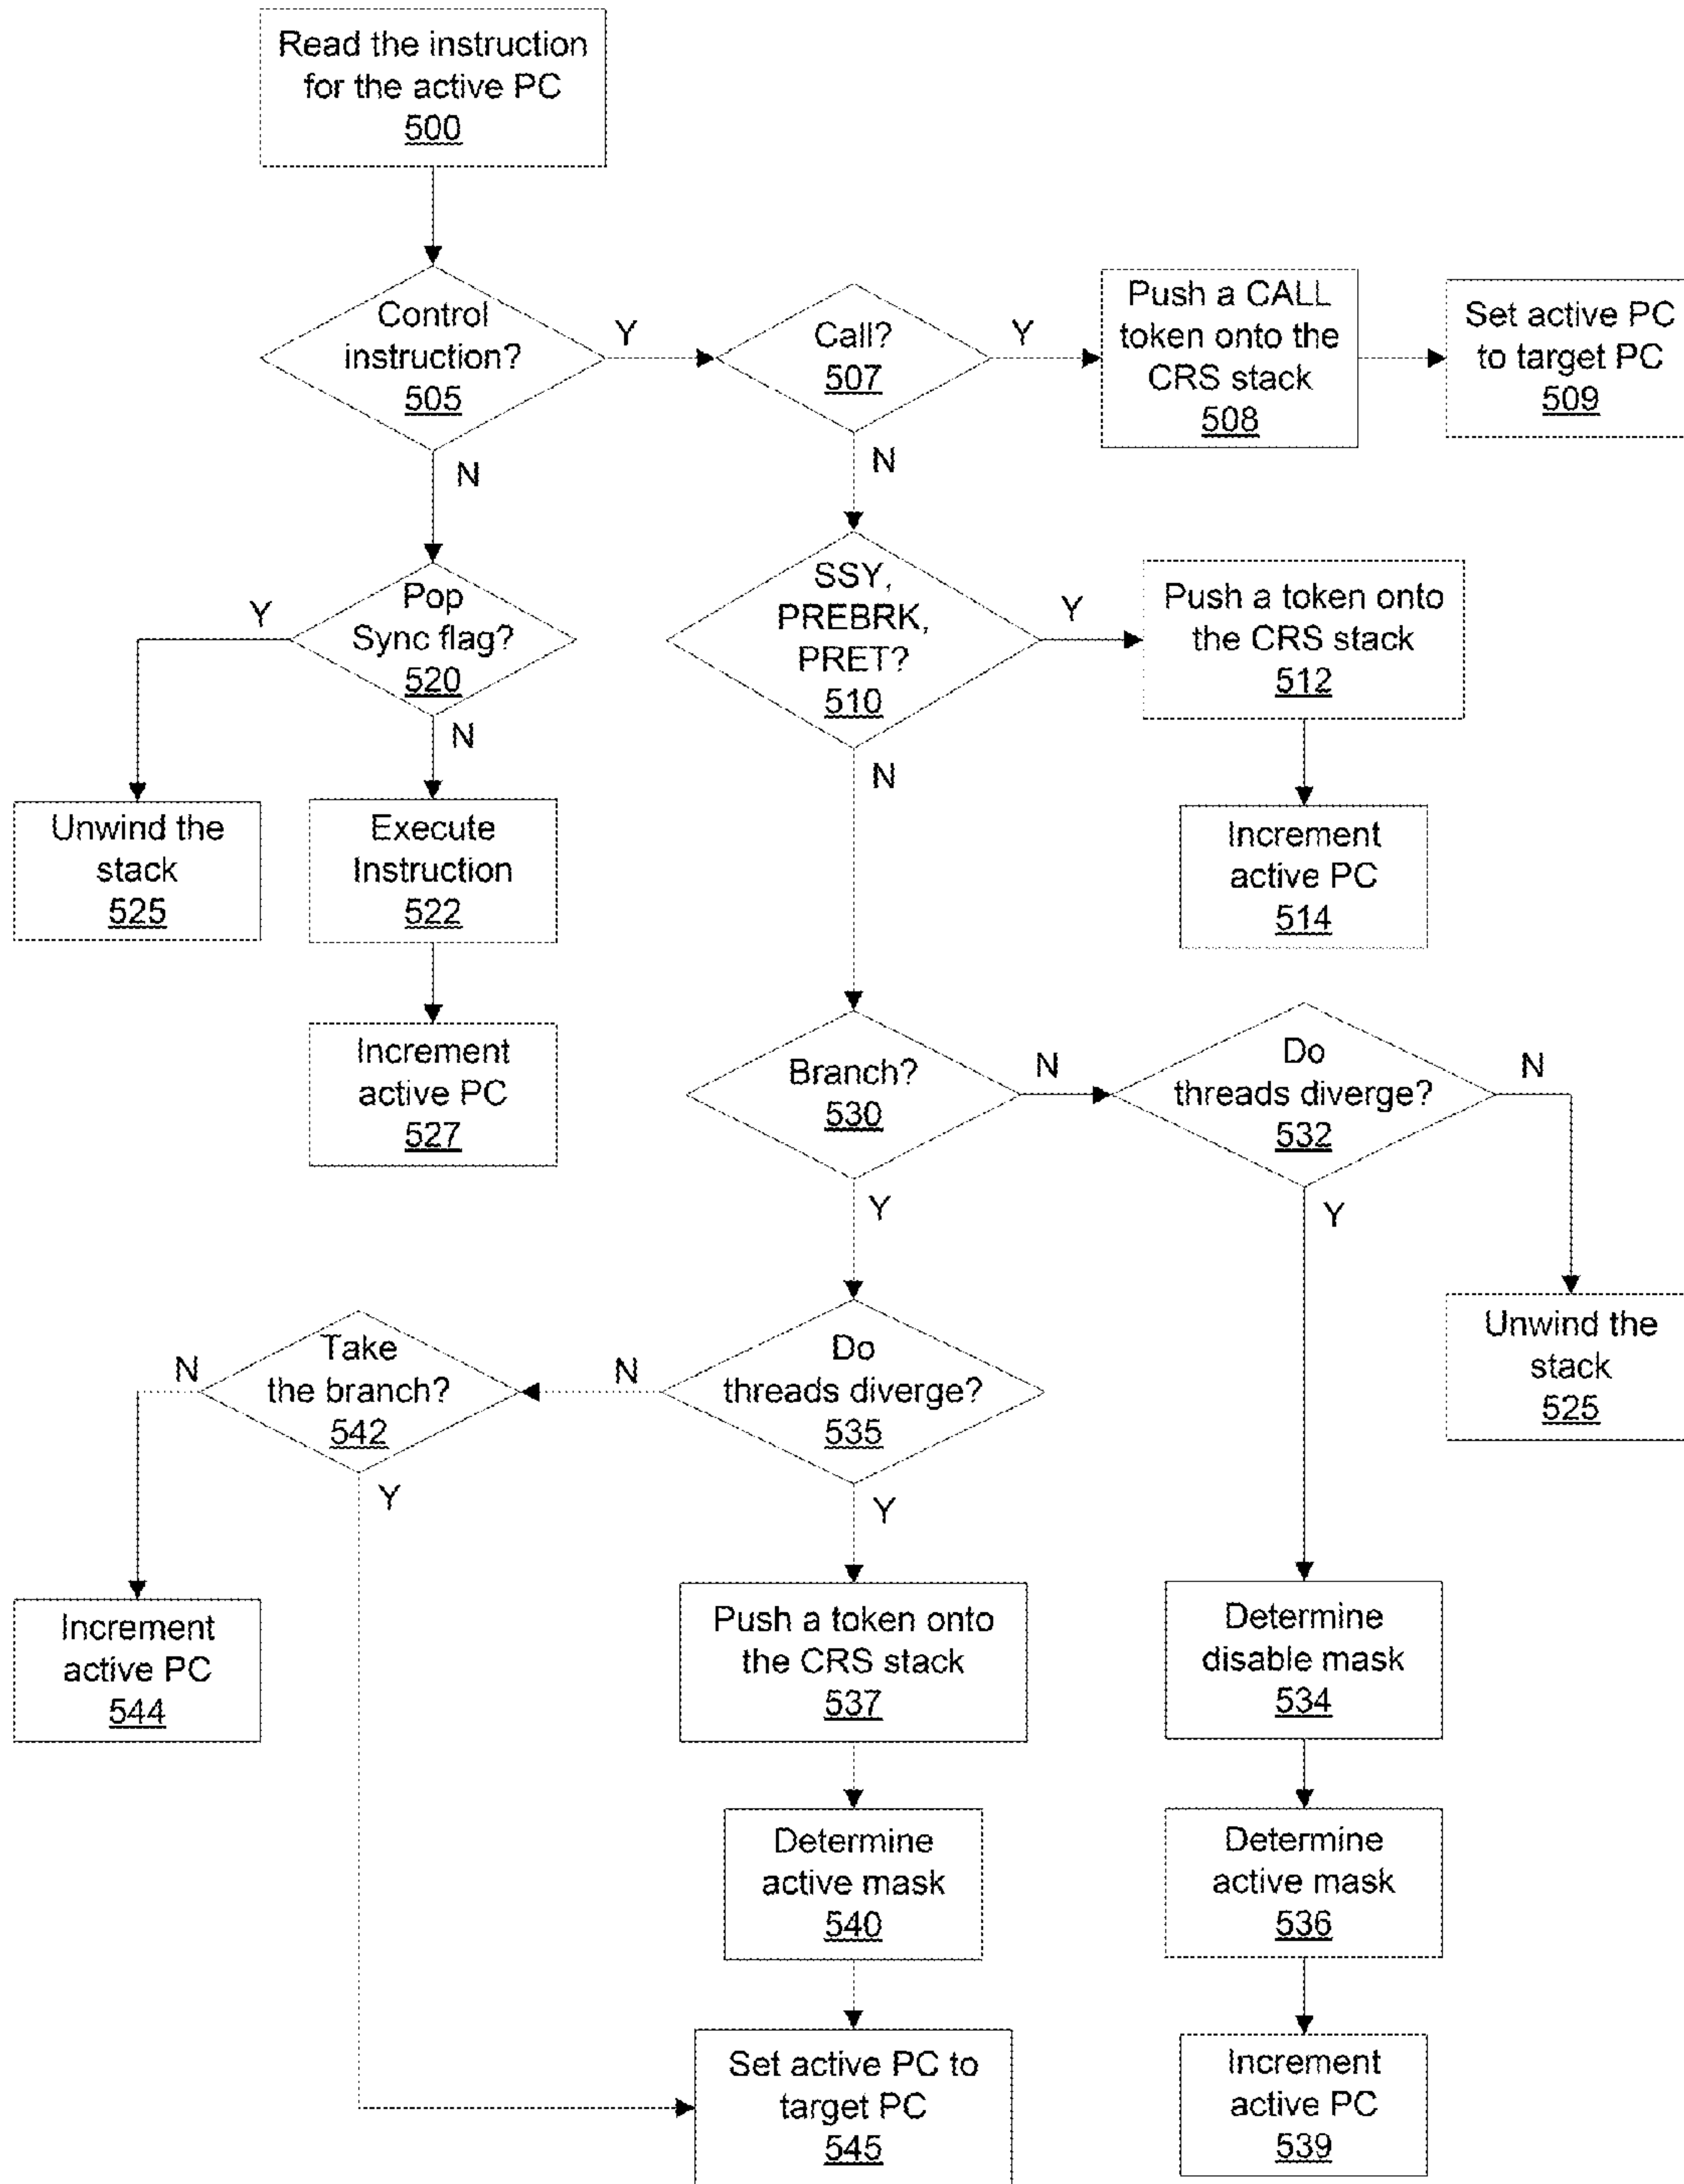 Read the instruction
for the active PC
500
Control
instruction?
505
Y
N
Call?
507
Y
N
Push a CALL
token onto the
CRS stack
508
Set active PC
to target PC
509
Pop
Sync flag?
520
Y
N
SSY,
PREBRK,
PRET?
510
Y
N
Push a token onto
the CRS stack
512
Unwind the
stack
525
Execute
Instruction
522
Increment
active PC
514
Increment
active PC
527
Branch?
530
N
Y
Do
threads diverge?
532
N
Y
Unwind the
stack
525
Take
the branch?
542
N
Y
Do
threads diverge?
535
N
Y
Increment
active PC
544
Push a token onto
the CRS stack
537
Determine
disable mask
534
Determine
active mask
540
Determine
active mask
536
Set active PC to
target PC
545
Increment
active PC
539